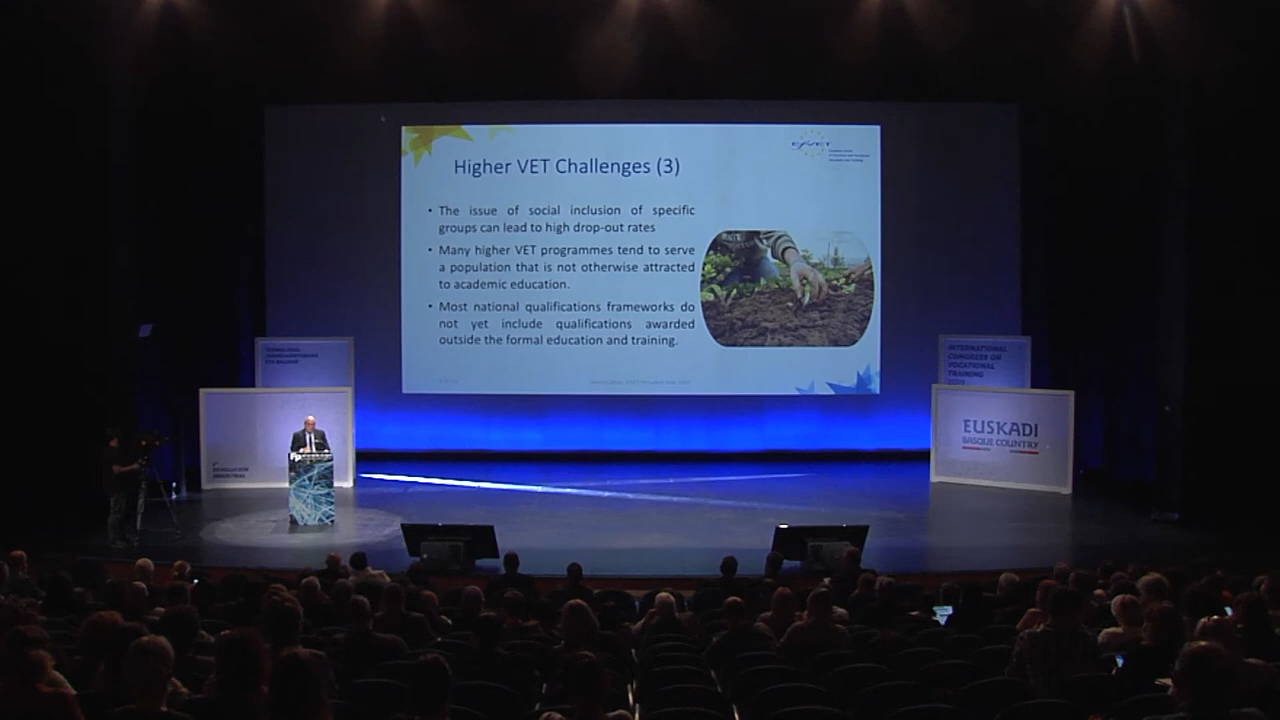 Higher VET Challenges (3)
• The issue of social inclusion of specific
groups can lead to high drop-out rates
• Many higher VET programmes tend to serve
a population that is not otherwise attracted
to academic education.
• Most national qualifications frameworks do
not yet include qualifications awarded
outside the formal education and training.
INTERNATIONAL
CONGRESS ON
VOCATIONAL
TRAINING
EUSKADI
BASQUE COUNTRY
REVOLUCIÓN
INDUSTRIAL